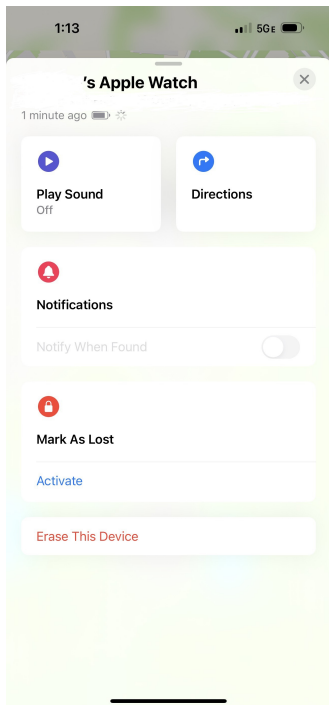 1:13
5GE
's Apple Watch
1 minute ago
Play Sound
Off
Directions
Notifications
Notify When Found
Mark As Lost
Activate
Erase This Device